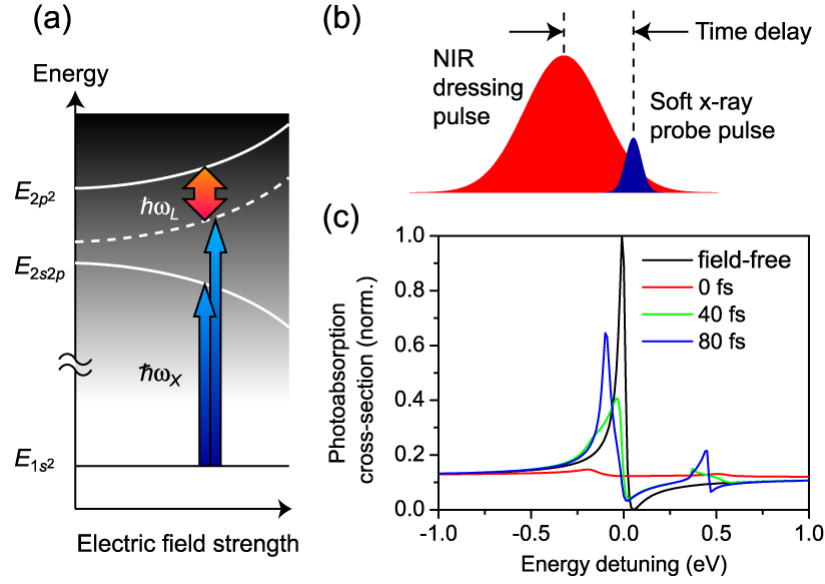 (a)
Energy
E2p²
ħωL
E2s2p
ħωX
E1s²
Electric field strength
(b)
Time delay
NIR
dressing
pulse
Soft x-ray
probe pulse
(c)
Photoabsorption
cross-section (norm.)
1.0
0.8
0.6
0.4
0.2
0.0
field-free
0 fs
40 fs
80 fs
-1.0
-0.5
0.0
0.5
1.0
Energy detuning (eV)